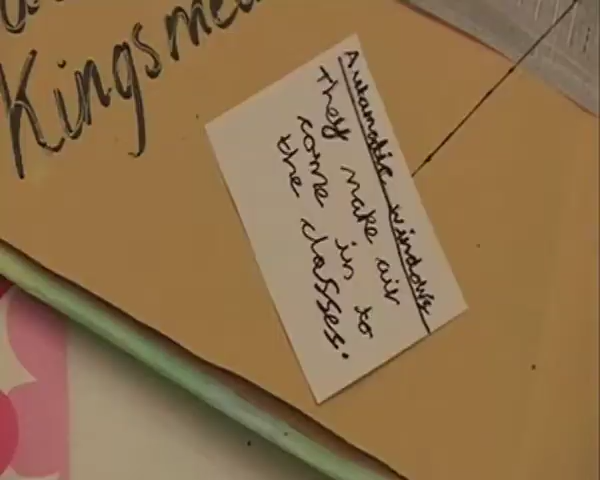 Kingsmea
Automatic windows
They make air
come in to
the classes.